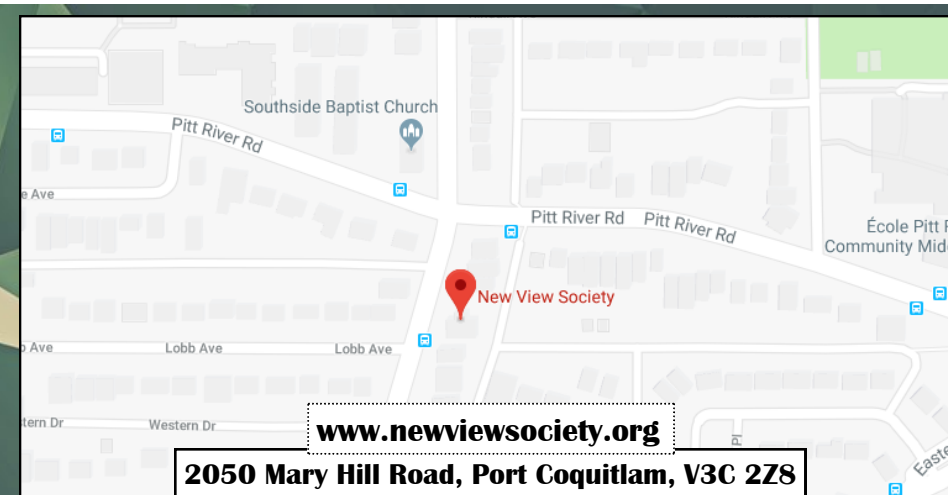 Southside Baptist Church
Pitt River Rd
e Ave
Pitt River Rd
Pitt River Rd
École Pitt
Community Mid
New View Society
Ave
Lobb Ave
Lobb Ave
tern Dr
Western Dr
Pl
Easte
www.newviewsociety.org
2050 Mary Hill Road, Port Coquitlam, V3C 2Z8